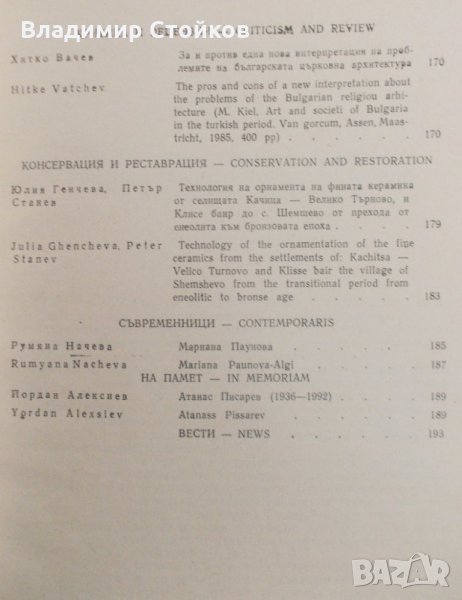 Владимир Стойков
CRITICISM AND REVIEW
Хитко Вачев За и против една нова интерпретация на проб-
лемите на българската църковна архитектура 170
Hitke Vatchev The pros and cons of a new interpretation about
the problems of the Bulgarian religiou arhi-
tecture (M. Kiel, Art and societi of Bulgaria
in the turkish period. Van gorcum, Assen, Maas-
tricht, 1985, 400 pp) . . . . . 170
КОНСЕРВАЦИЯ И РЕСТАВРАЦИЯ — CONSERVATION AND RESTORATION
Юлия Генчева, Петър Технология на орнамента на фината керамика
Станев от селищата Качица — Велико Търново, и
Клисе баир до с. Шемшево от прехода от
енеолита към бронзовата епоха . . . . 179
Julia Ghencheva, Peter Technology of the ornamentation of the fine
Stanev ceramics from the settlements of: Kachitsa —
Velico Turnovo and Klisse bair the village of
Shemshevo from the transitional period from
eneolitic to bronse age . . . . . 183
СЪВРЕМЕННИЦИ — CONTEMPORARIS
Румяна Начева Мариана Паунова . . . . . 185
Rumyana Nacheva Mariana Paunova-Algi . . . . . 187
НА ПАМЕТ — IN MEMORIAM
Йордан Алексиев Атанас Писарев (1936—1992) . . . . 189
Yordan Alexsiev Atanass Pissarev . . . . . 189
ВЕСТИ — NEWS . . . . . 193
BAZAR